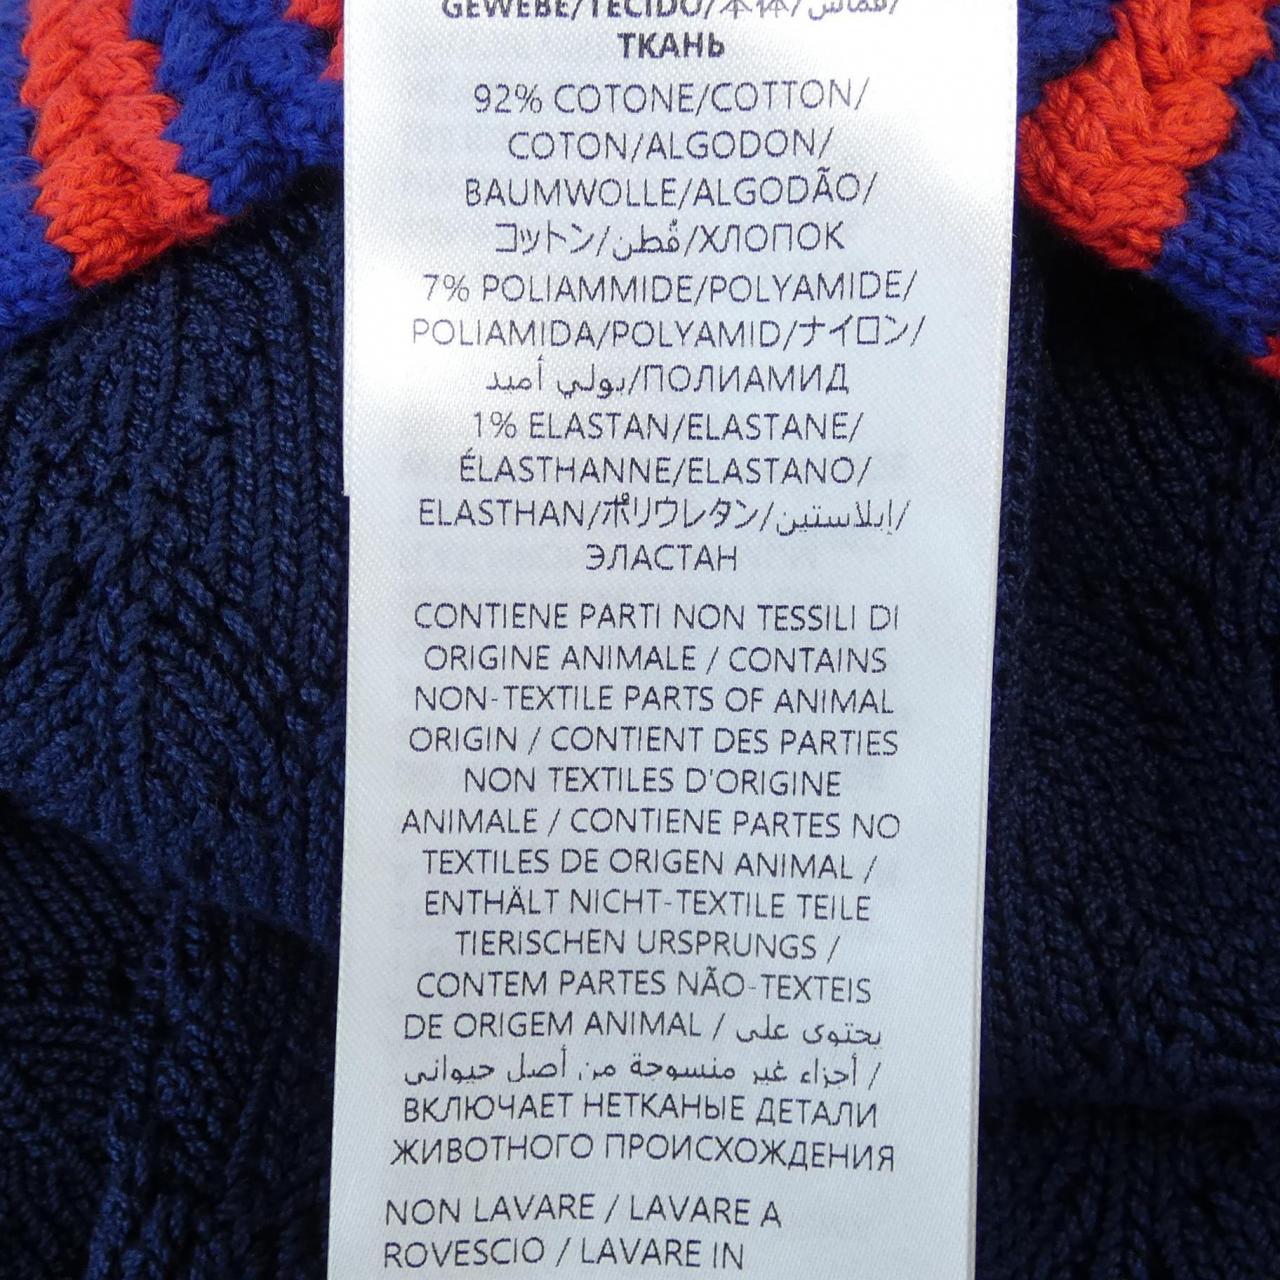 GEWEBE/TECIDO/本体/قماش/
ТКАНЬ
92% COTONE/COTTON/
COTON/ALGODON/
BAUMWOLLE/ALGODÃO/
コットン/قُطن/ХЛОПОК
7% POLIAMMIDE/POLYAMIDE/
POLIAMIDA/POLYAMID/ナイロン/
بولي أميد/ПОЛИАМИД
1% ELASTAN/ELASTANE/
ÉLASTHANNE/ELASTANO/
ELASTHAN/ポリウレタン/إيلاستين/
ЭЛАСТАН
CONTIENE PARTI NON TESSILI DI
ORIGINE ANIMALE / CONTAINS
NON-TEXTILE PARTS OF ANIMAL
ORIGIN / CONTIENT DES PARTIES
NON TEXTILES D'ORIGINE
ANIMALE / CONTIENE PARTES NO
TEXTILES DE ORIGEN ANIMAL /
ENTHÄLT NICHT-TEXTILE TEILE
TIERISCHEN URSPRUNGS /
CONTEM PARTES NÃO-TEXTEIS
DE ORIGEM ANIMAL / يحتوى على
أجزاء غير منسوجة من أصل حيوانى /
ВКЛЮЧАЕТ НЕТКАНЫЕ ДЕТАЛИ
ЖИВОТНОГО ПРОИСХОЖДЕНИЯ
NON LAVARE / LAVARE A
ROVESCIO / LAVARE IN